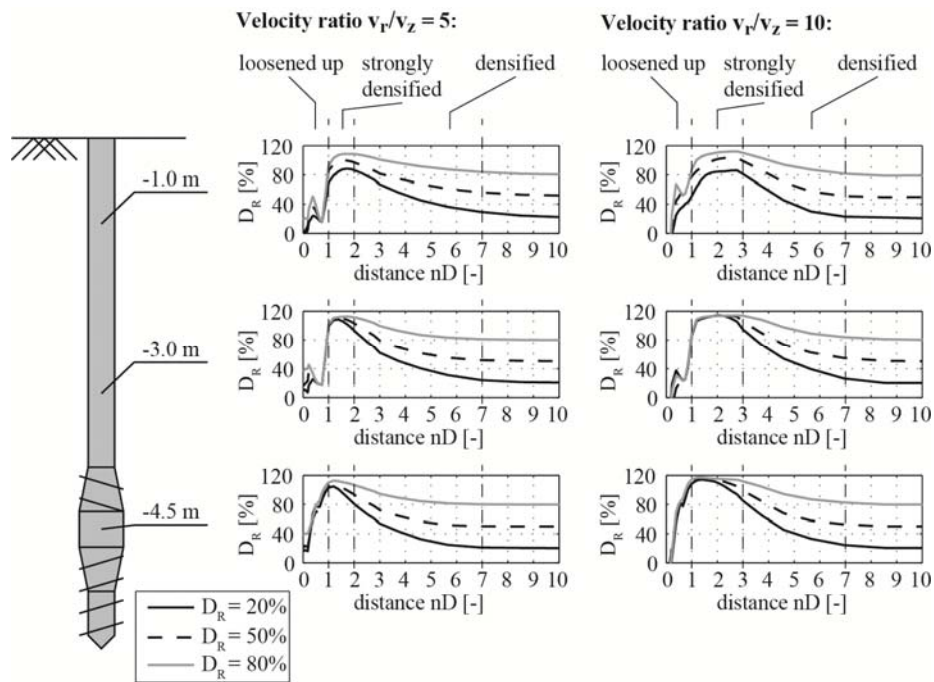 Velocity ratio v_r/v_z = 5:
Velocity ratio v_r/v_z = 10:
loosened up
strongly densified
densified
loosened up
strongly densified
densified
-1.0 m
-3.0 m
-4.5 m
D_R [%]
120
80
40
0
0 1 2 3 4 5 6 7 8 9 10
distance nD [-]
D_R [%]
120
80
40
0
0 1 2 3 4 5 6 7 8 9 10
distance nD [-]
D_R [%]
120
80
40
0
0 1 2 3 4 5 6 7 8 9 10
distance nD [-]
D_R [%]
120
80
40
0
0 1 2 3 4 5 6 7 8 9 10
distance nD [-]
D_R [%]
120
80
40
0
0 1 2 3 4 5 6 7 8 9 10
distance nD [-]
D_R [%]
120
80
40
0
0 1 2 3 4 5 6 7 8 9 10
distance nD [-]
D_R = 20%
D_R = 50%
D_R = 80%